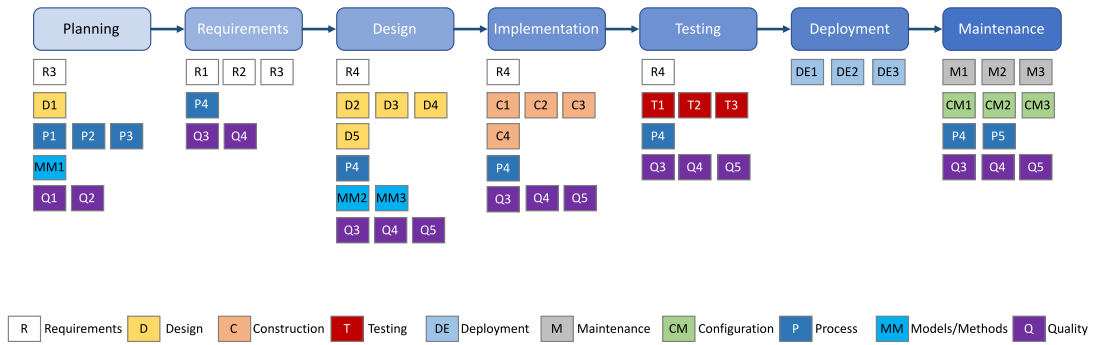 Planning Requirements Design Implementation Testing Deployment Maintenance
R3 R1 R2 R3 R4 R4 R4 DE1 DE2 DE3 M1 M2 M3
D1 P4 D2 D3 D4 C1 C2 C3 T1 T2 T3 CM1 CM2 CM3
P1 P2 P3 Q3 Q4 D5 C4 P4 P4 P5
MM1 P4 P4 Q3 Q4 Q5 Q3 Q4 Q5
Q1 Q2 MM2 MM3 Q3 Q4 Q5
Q3 Q4 Q5
R Requirements D Design C Construction T Testing DE Deployment M Maintenance CM Configuration P Process MM Models/Methods Q Quality